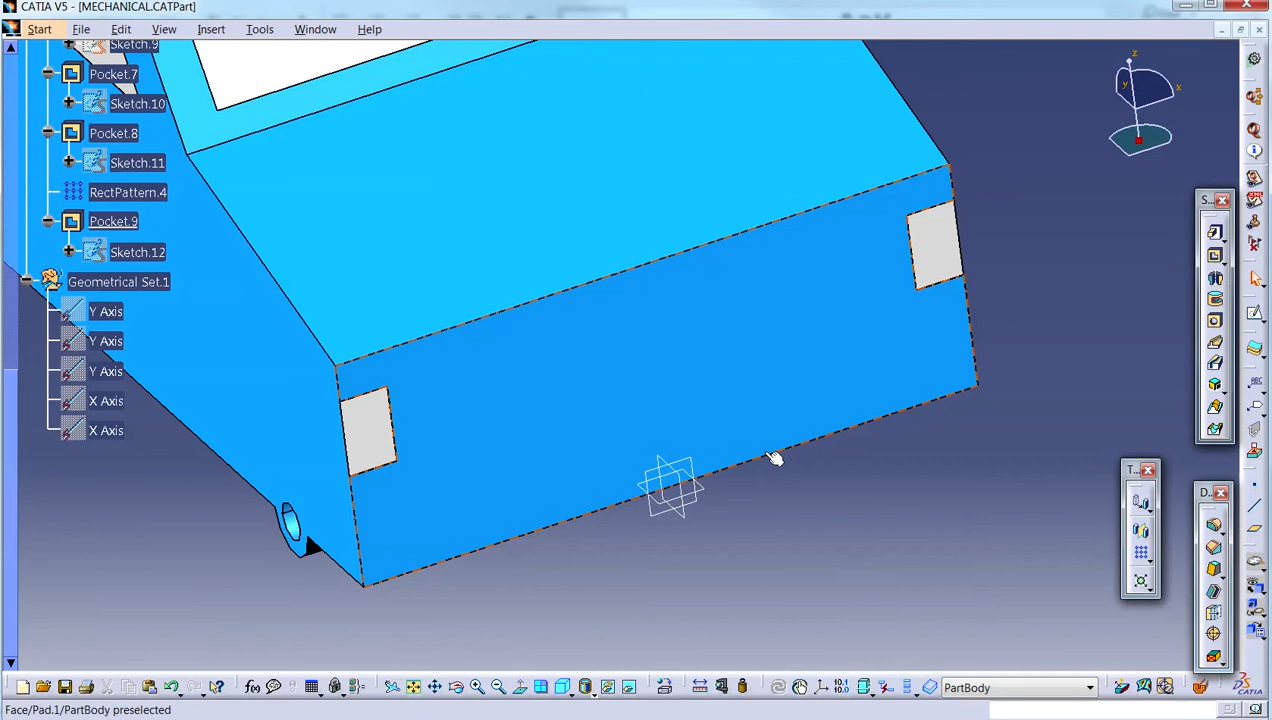 CATIA V5 - [MECHANICAL.CATPart]
Start File Edit View Insert Tools Window Help
Sketch.9
Pocket.7
Sketch.10
Pocket.8
Sketch.11
RectPattern.4
Pocket.9
Sketch.12
Geometrical Set.1
Y Axis
Y Axis
Y Axis
X Axis
X Axis
z
y
x
S...
T...
D...
PartBody
CATIA
Face/Pad.1/PartBody preselected